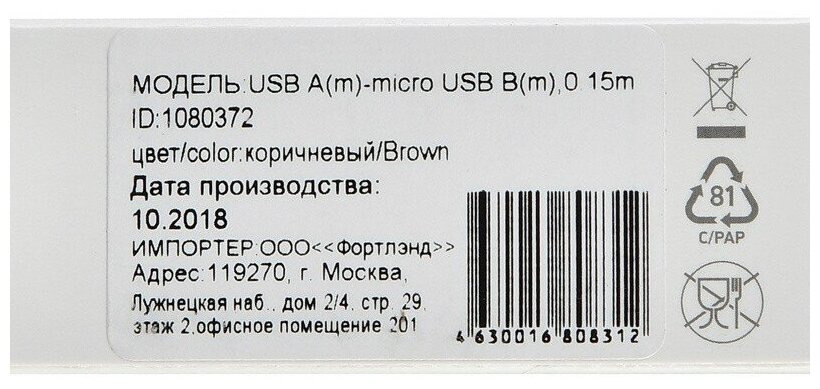 МОДЕЛЬ:USB A(m)-micro USB B(m),0.15m
ID:1080372
цвет/color:коричневый/Brown
Дата производства:
10.2018
ИМПОРТЕР:ООО<<Фортлэнд>>
Адрес:119270, г. Москва,
Лужнецкая наб., дом 2/4, стр. 29,
этаж 2,офисное помещение 201
4 630016 808312
81
C/PAP